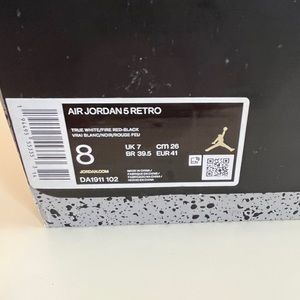 AIR JORDAN 5 RETRO
TRUE WHITE/FIRE RED-BLACK
VRAI BLANC/NOIR/ROUGE FEU
8
UK 7
cm 26
BR 39.5
EUR 41
JORDAN.COM
DA1911 102
MADE IN CHINA